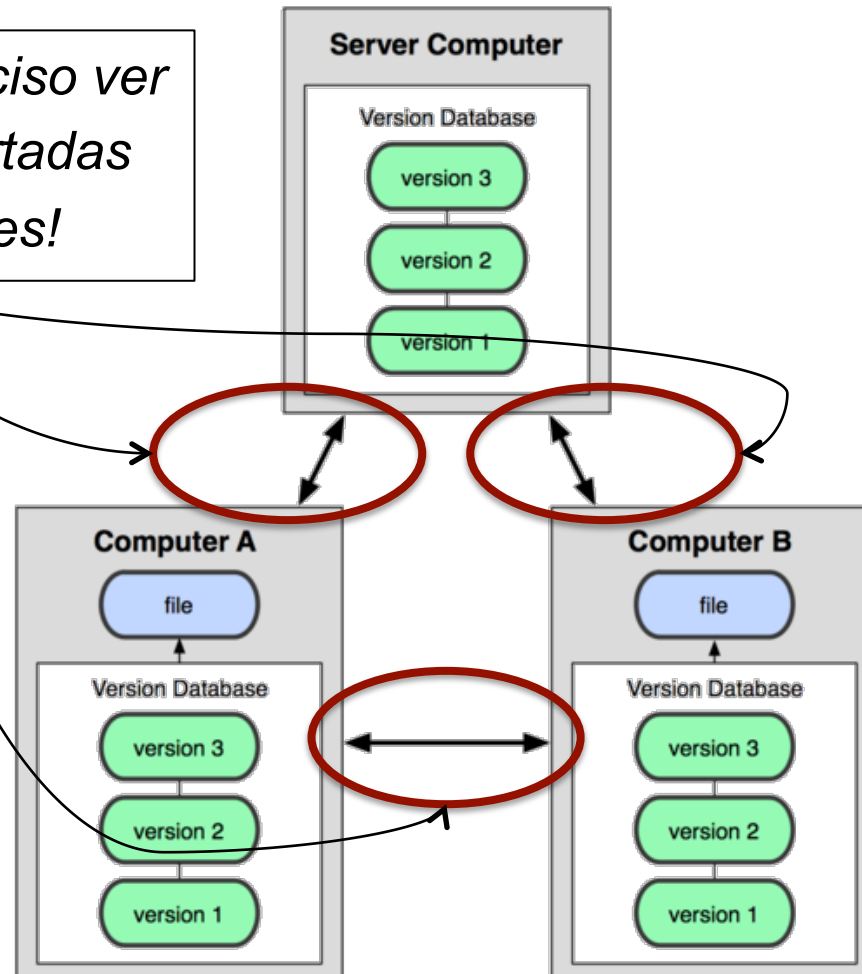 ciso ver
rtadas
es!
Server Computer
Version Database
version 3
version 2
version 1
Computer A
file
Version Database
version 3
version 2
version 1
Computer B
file
Version Database
version 3
version 2
version 1